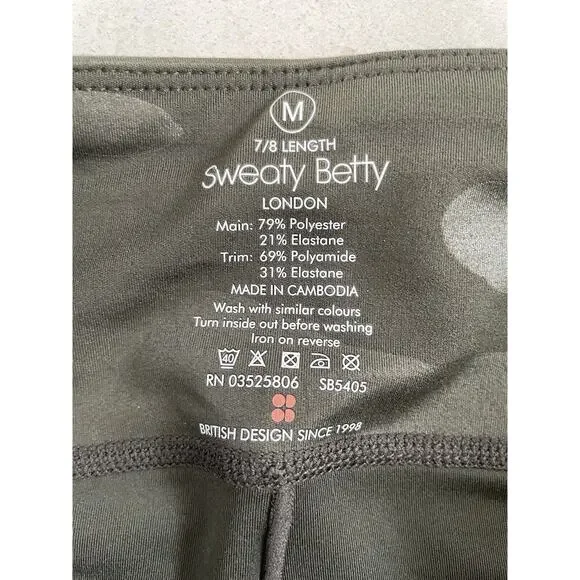 M
7/8 LENGTH
Sweaty Betty
LONDON
Main: 79% Polyester
21% Elastane
Trim: 69% Polyamide
31% Elastane
MADE IN CAMBODIA
Wash with similar colours
Turn inside out before washing
Iron on reverse
40
RN 03525806 SB5405
BRITISH DESIGN SINCE 1998